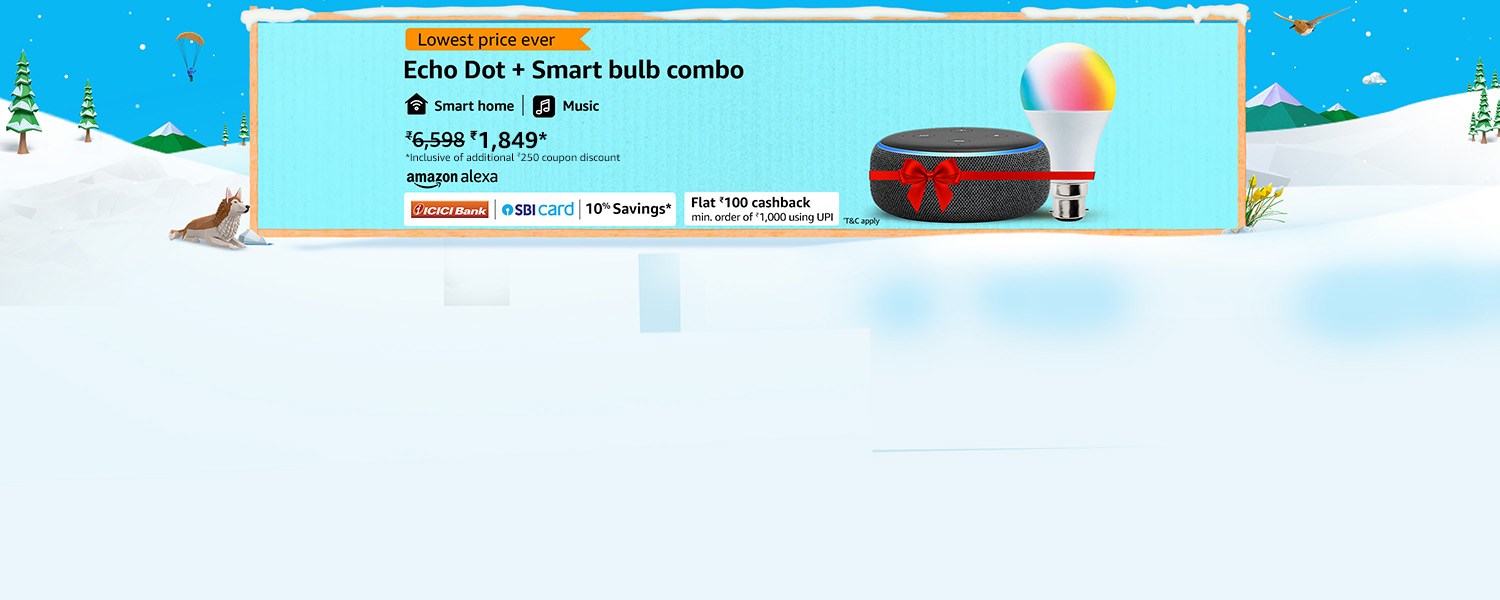 Lowest price ever
Echo Dot + Smart bulb combo
Smart home | Music
₹6,598 ₹1,849*
*Inclusive of additional ₹250 coupon discount
amazon alexa
ICICI Bank | SBI card | 10% Savings*
Flat ₹100 cashback
min. order of ₹1,000 using UPI
*T&C apply